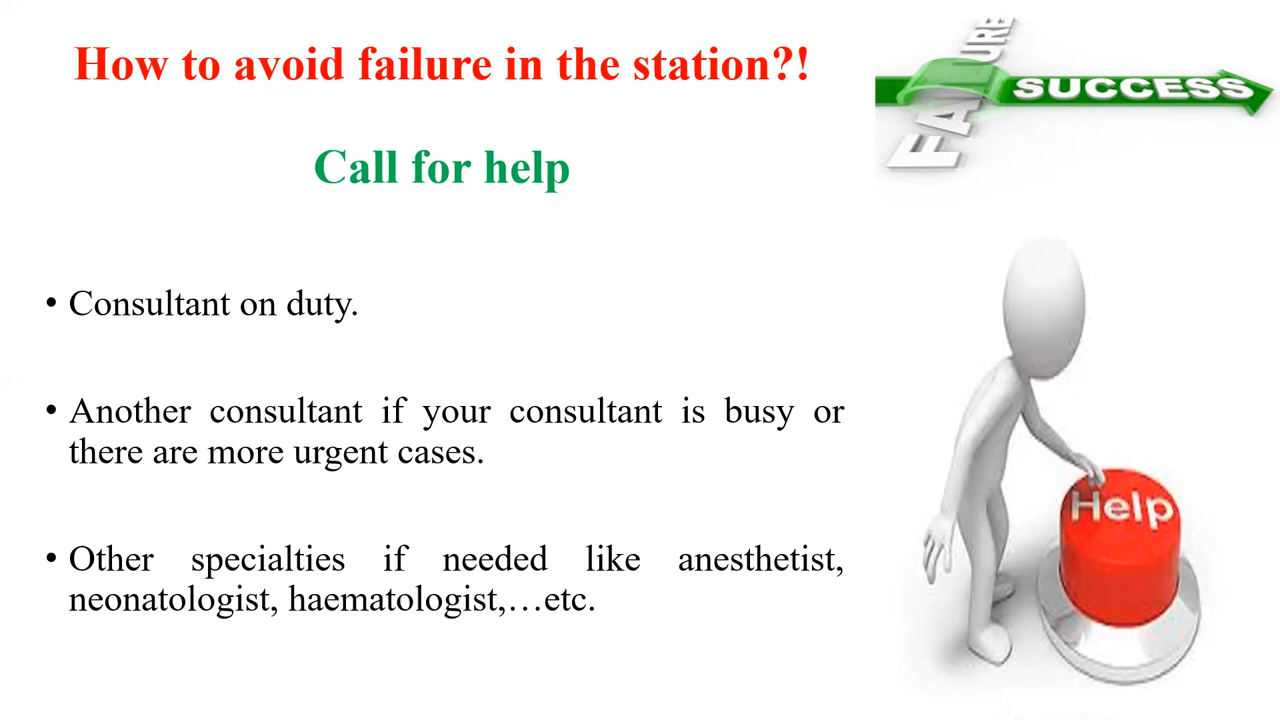 How to avoid failure in the station?!
FAILURE
SUCCESS
Call for help
• Consultant on duty.
• Another consultant if your consultant is busy or
there are more urgent cases.
Help
• Other specialties if needed like anesthetist,
neonatologist, haematologist,…etc.